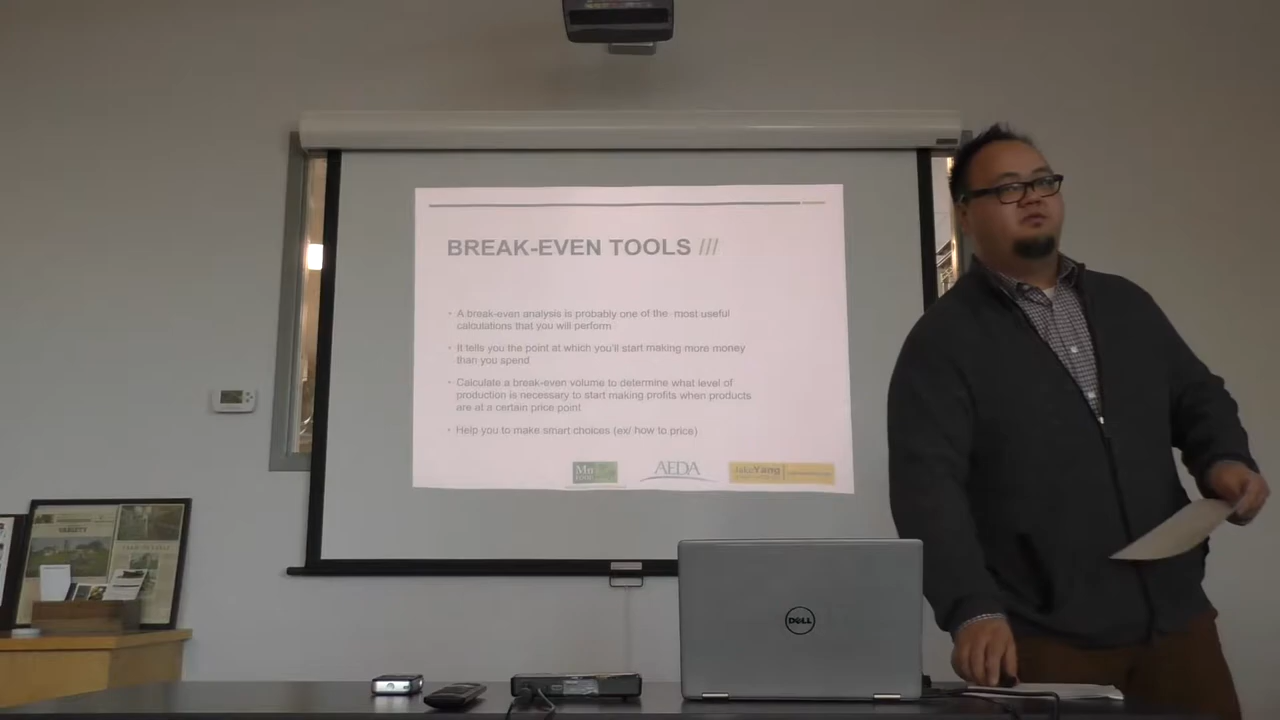 BREAK-EVEN TOOLS ///
• A break-even analysis is probably one of the most useful
calculations that you will perform
• It tells you the point at which you'll start making more money
than you spend
• Calculate a break-even volume to determine what level of
production is necessary to start making profits when products
are at a certain price point
• Help you to make smart choices (ex/ how to price)
AEDA
DELL